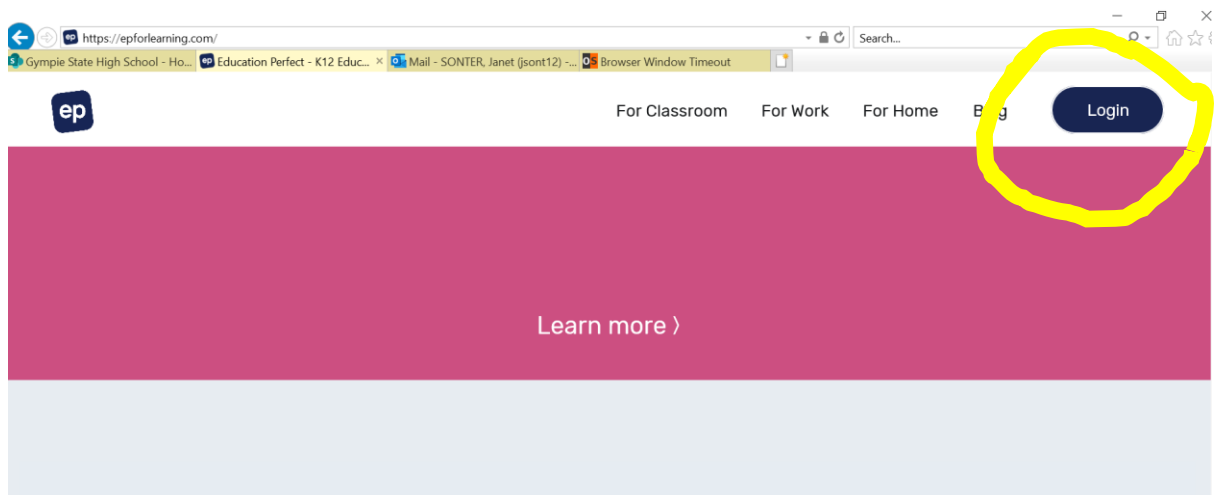 https://epforlearning.com/
Search...
Gympie State High School - Ho...
Education Perfect - K12 Educ...
Mail - SONTER, Janet (jsont12) -...
Browser Window Timeout
ep
For Classroom
For Work
For Home
Login
Learn more